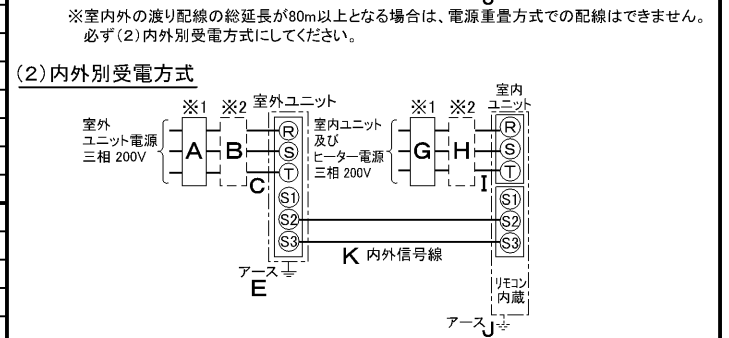 ※室内外の渡り配線の総延長が80m以上となる場合は、電源重畳方式での配線はできません。
必ず(2)内外別受電方式にしてください。
(2)内外別受電方式
※1 ※2 室外ユニット
室外
ユニット電源
三相 200V
A B
C
R
S
T
S1
S2
S3
アース
E
※1 ※2 室内
ユニット
室内ユニット
及び
ヒーター電源
三相 200V
G H
I
R
S
T
S1
S2
S3
K 内外信号線
リモコン
内蔵
アース J